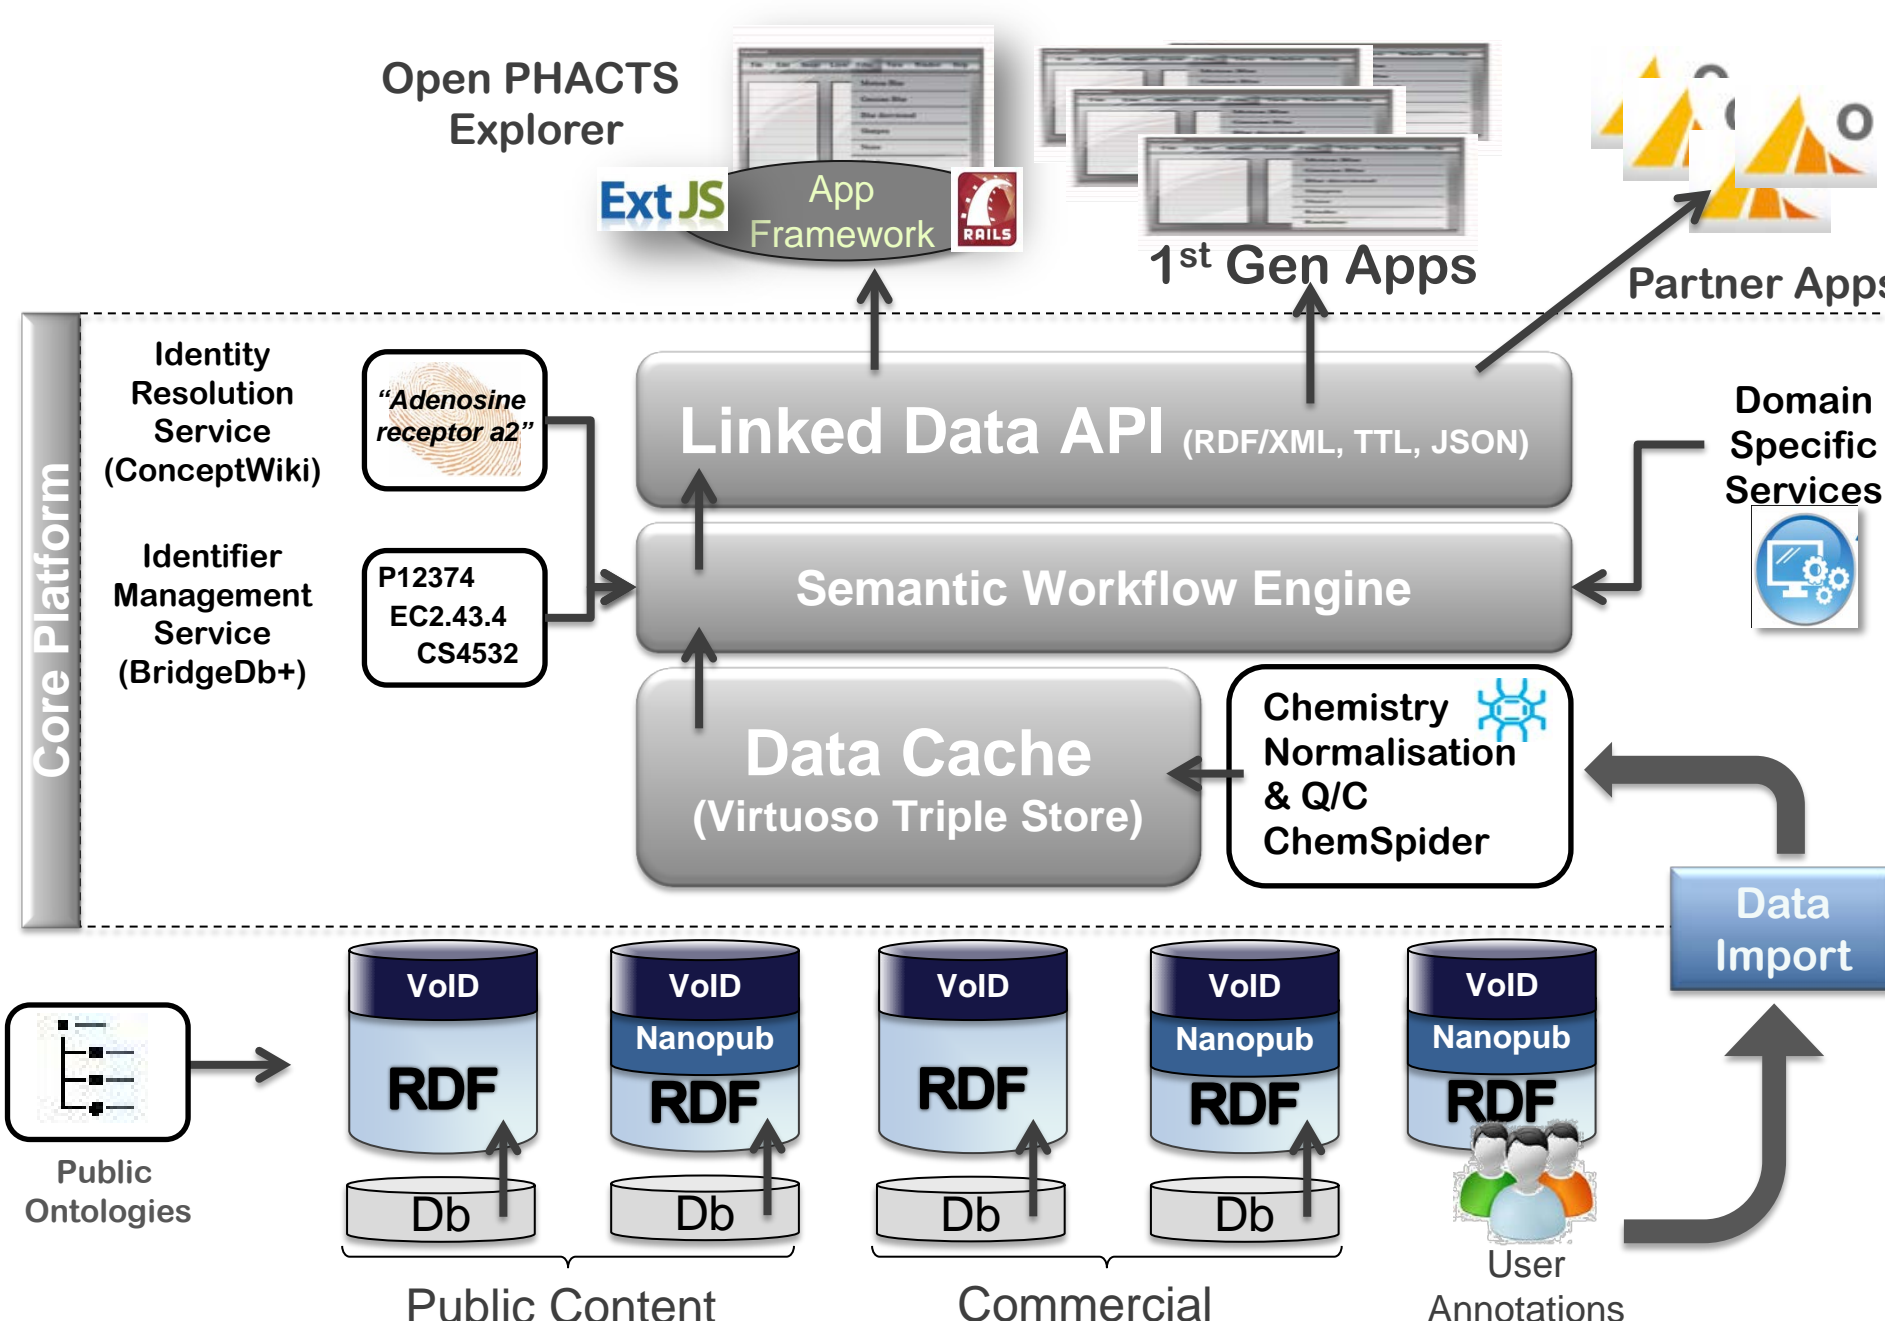 Open PHACTS
Explorer
Ext JS
App
Framework
RAILS
1st Gen Apps
Partner Apps
Core Platform
Identity
Resolution
Service
(ConceptWiki)
“Adenosine
receptor a2”
Linked Data API (RDF/XML, TTL, JSON)
Domain
Specific
Services
Identifier
Management
Service
(BridgeDb+)
P12374
EC2.43.4
CS4532
Semantic Workflow Engine
Data Cache
(Virtuoso Triple Store)
Chemistry
Normalisation
& Q/C
ChemSpider
Data
Import
VoID
RDF
Db
VoID
Nanopub
RDF
Db
VoID
RDF
Db
VoID
Nanopub
RDF
Db
VoID
Nanopub
RDF
Public
Ontologies
Public Content
Commercial
User
Annotations